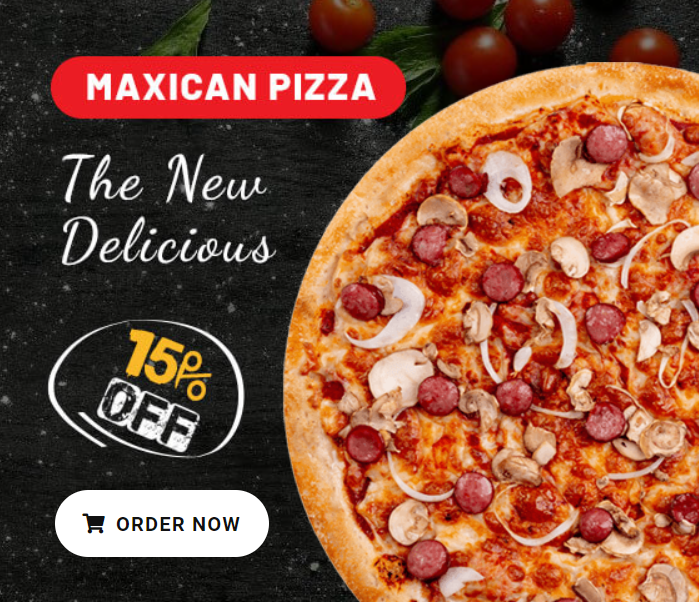 MAXICAN PIZZA
The New
Delicious
15%
OFF
ORDER NOW